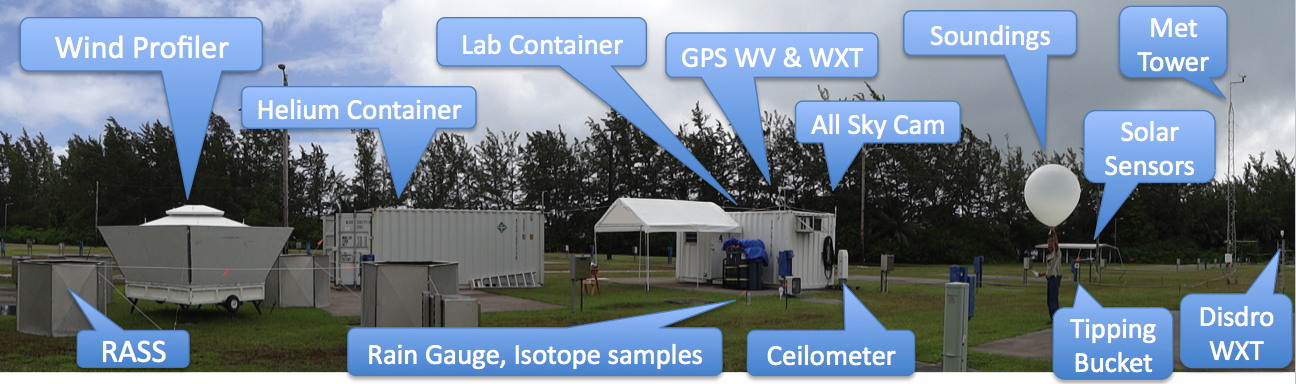 Wind Profiler
Helium Container
Lab Container
GPS WV & WXT
All Sky Cam
Soundings
Met
Tower
Solar
Sensors
RASS
Rain Gauge, Isotope samples
Ceilometer
Tipping
Bucket
Disdro
WXT